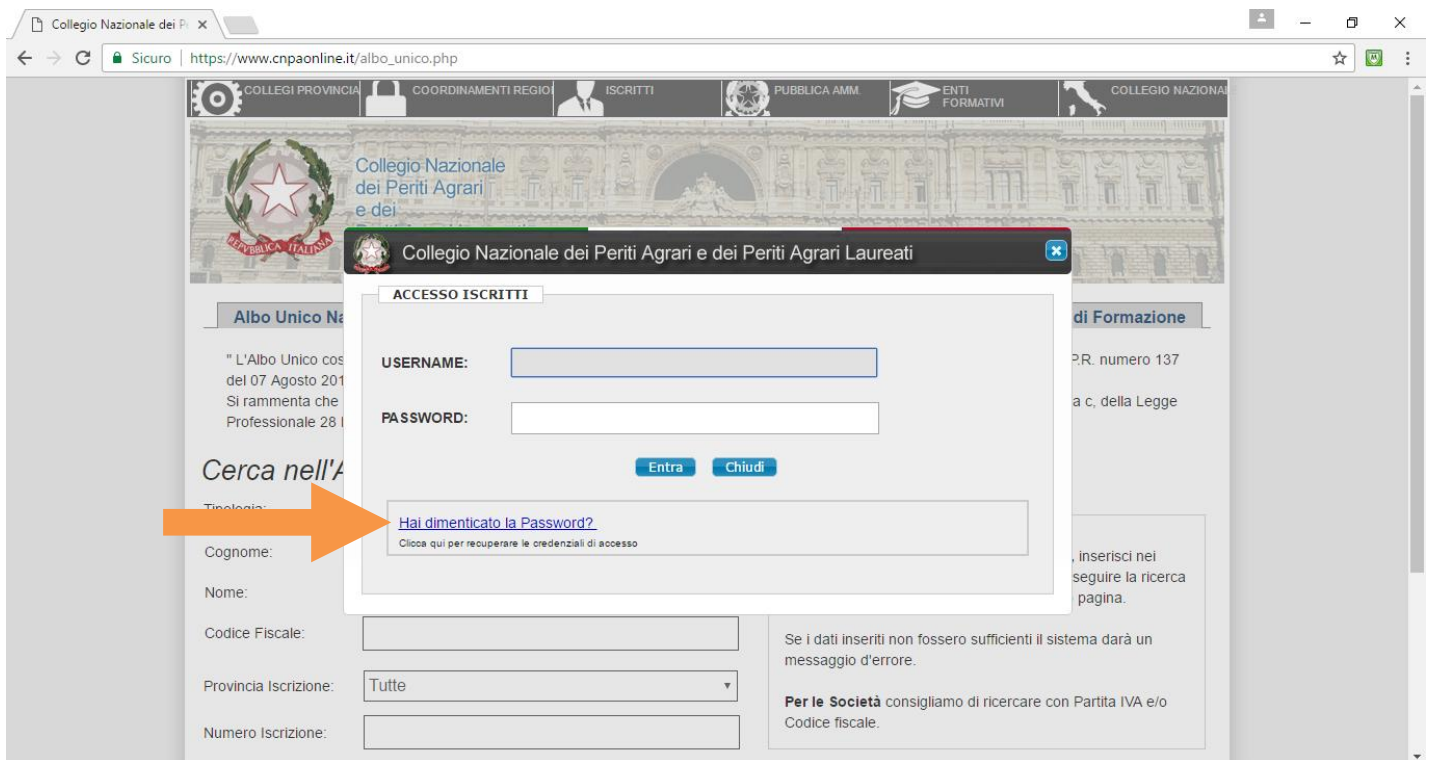 Collegio Nazionale dei P
Sicuro https://www.cnpaonline.it/albo_unico.php
COLLEGI PROVINCIA
COORDINAMENTI REGIO
ISCRITTI
PUBBLICA AMM.
ENTI
FORMATIVI
COLLEGIO NAZIONALE
Collegio Nazionale
dei Periti Agrari
e dei
REPVBBLICA ITALIANA
Collegio Nazionale dei Periti Agrari e dei Periti Agrari Laureati
ACCESSO ISCRITTI
USERNAME:
PASSWORD:
Entra Chiudi
Hai dimenticato la Password?
Clicca qui per recuperare le credenziali di accesso
Albo Unico Na
di Formazione
" L'Albo Unico cos
P.R. numero 137
del 07 Agosto 201
Si rammenta che
a c, della Legge
Professionale 28
Cerca nell'A
Tipologia:
Cognome:
Nome:
Codice Fiscale:
Provincia Iscrizione: Tutte
Numero Iscrizione:
, inserisci nei
seguire la ricerca
pagina.
Se i dati inseriti non fossero sufficienti il sistema darà un
messaggio d'errore.
Per le Società consigliamo di ricercare con Partita IVA e/o
Codice fiscale.